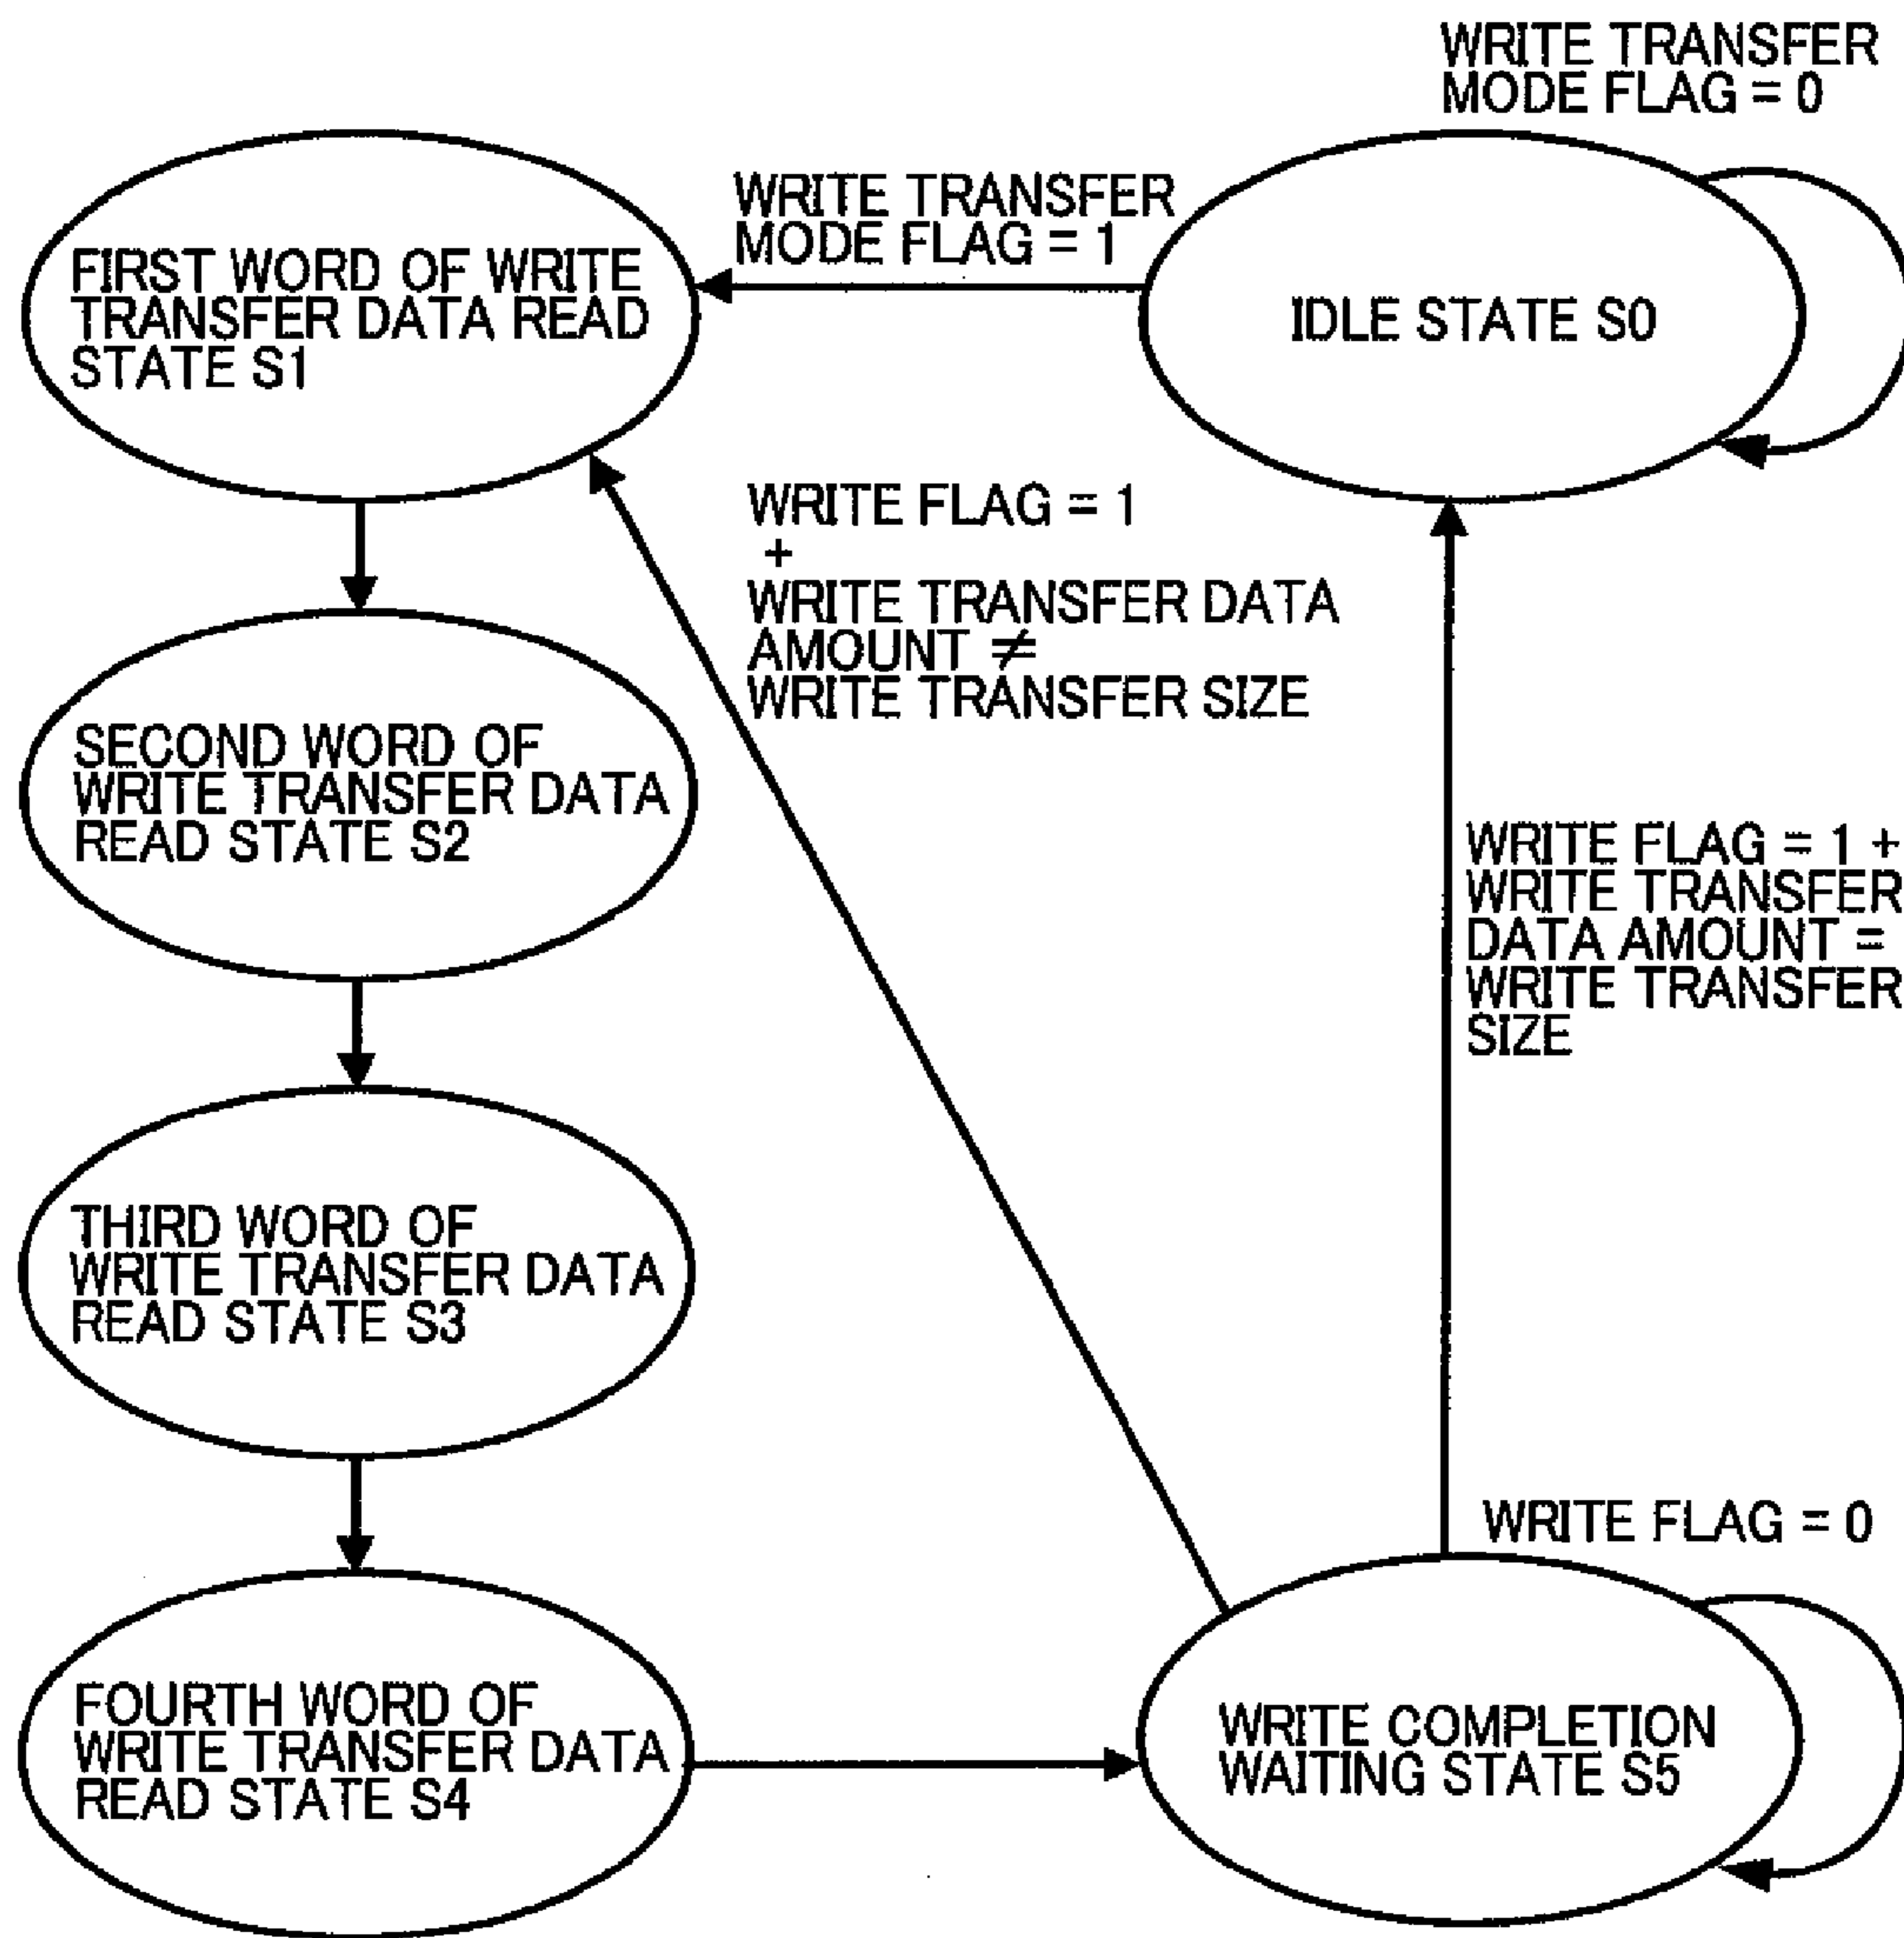 WRITE TRANSFER
MODE FLAG = 0
WRITE TRANSFER
MODE FLAG = 1
FIRST WORD OF WRITE
TRANSFER DATA READ
STATE S1
IDLE STATE S0
WRITE FLAG = 1
+
WRITE TRANSFER DATA
AMOUNT ≠
WRITE TRANSFER SIZE
SECOND WORD OF
WRITE TRANSFER DATA
READ STATE S2
WRITE FLAG = 1 +
WRITE TRANSFER
DATA AMOUNT =
WRITE TRANSFER
SIZE
THIRD WORD OF
WRITE TRANSFER DATA
READ STATE S3
WRITE FLAG = 0
FOURTH WORD OF
WRITE TRANSFER DATA
READ STATE S4
WRITE COMPLETION
WAITING STATE S5